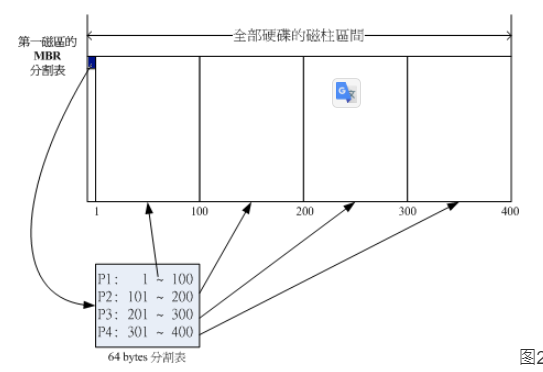 全部硬碟的磁柱區間
第一磁區的
MBR
分割表
1 100 200 300 400
P1: 1 ~ 100
P2: 101 ~ 200
P3: 201 ~ 300
P4: 301 ~ 400
64 bytes 分割表
图2